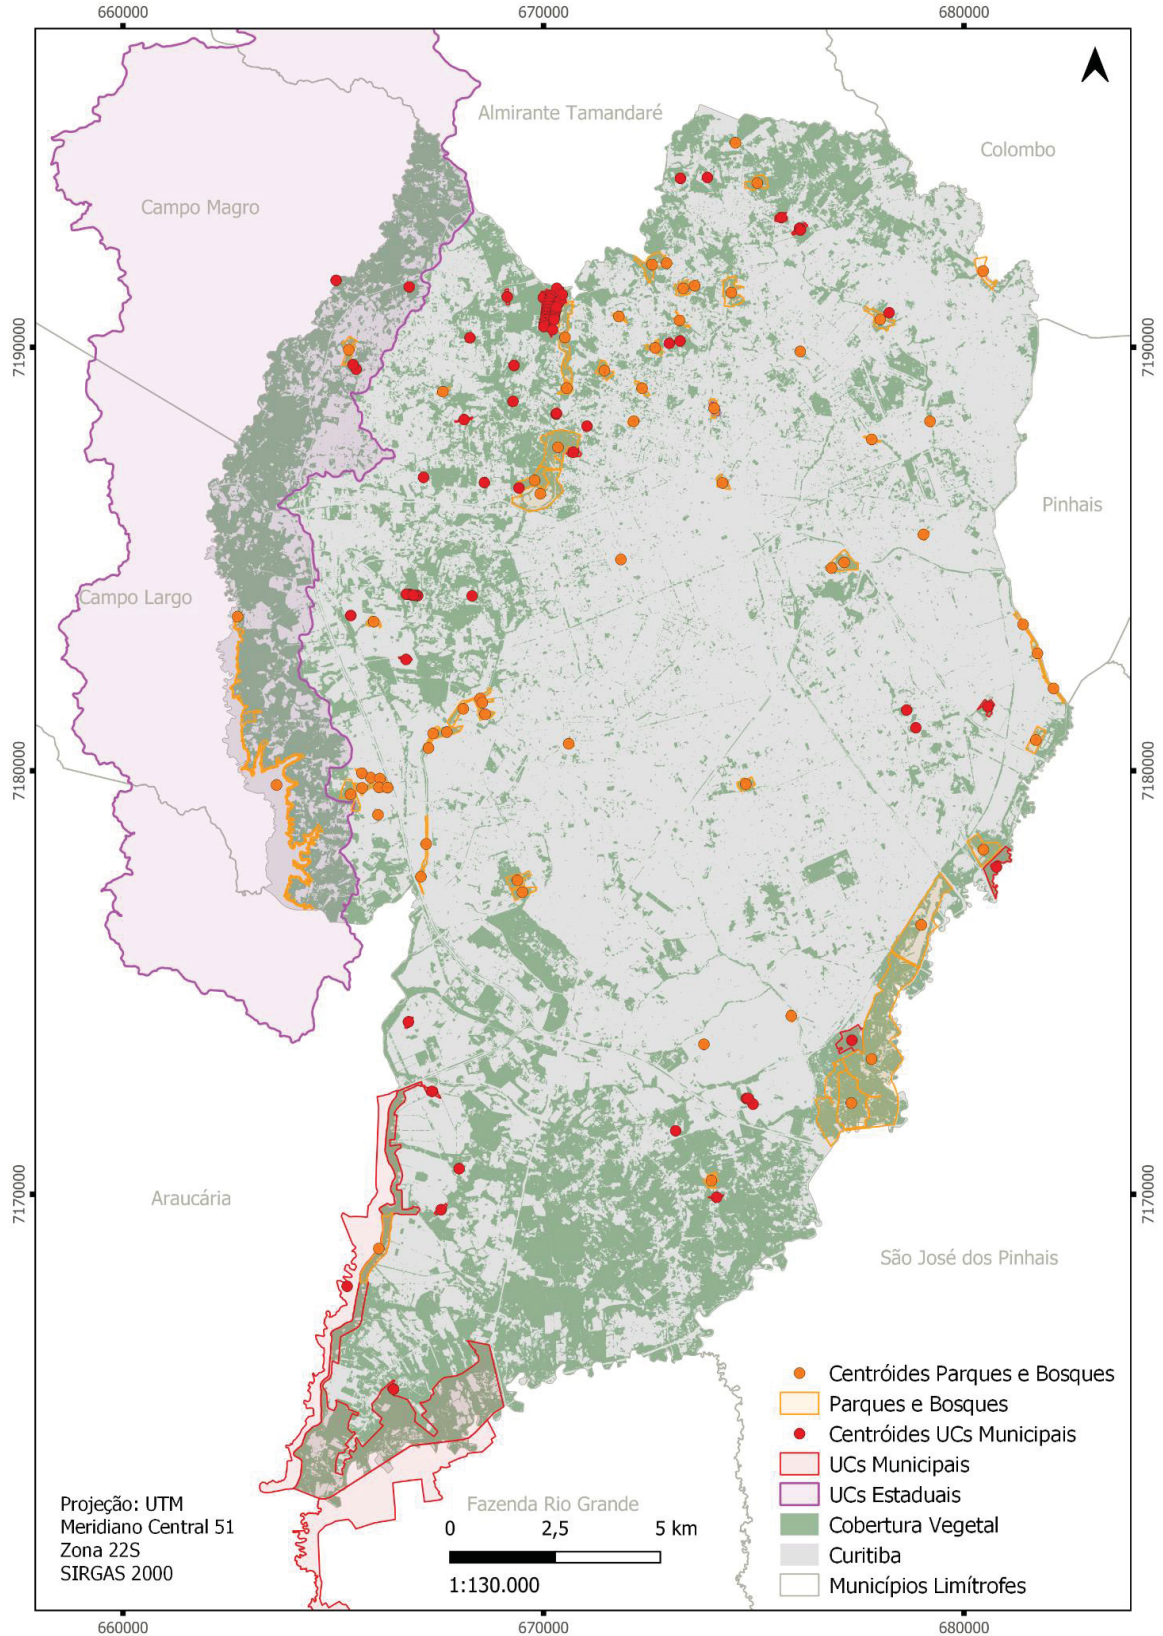 660000
670000
680000
Almirante Tamandaré
Colombo
Campo Magro
7190000
7190000
Pinhais
Campo Largo
7180000
7180000
7170000
7170000
Araucária
São José dos Pinhais
Centróides Parques e Bosques
Parques e Bosques
Centróides UCs Municipais
UCs Municipais
UCs Estaduais
Cobertura Vegetal
Curitiba
Municípios Limítrofes
Fazenda Rio Grande
Projeção: UTM
Meridiano Central 51
Zona 22S
SIRGAS 2000
0 2,5 5 km
1:130.000
660000
670000
680000